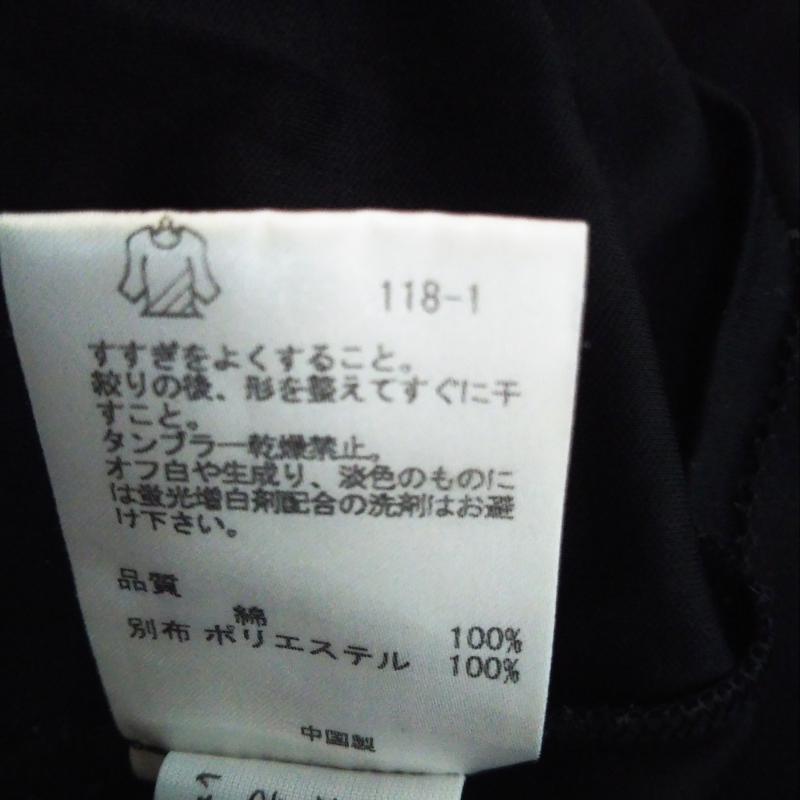 118-1
すすぎをよくすること。
絞りの後、形を整えてすぐに干
すこと。
タンブラー乾燥禁止。
オフ白や生成り、淡色のものに
は蛍光増白剤配合の洗剤はお避
け下さい。
品質
綿 100%
別布 ポリエステル 100%
中国製